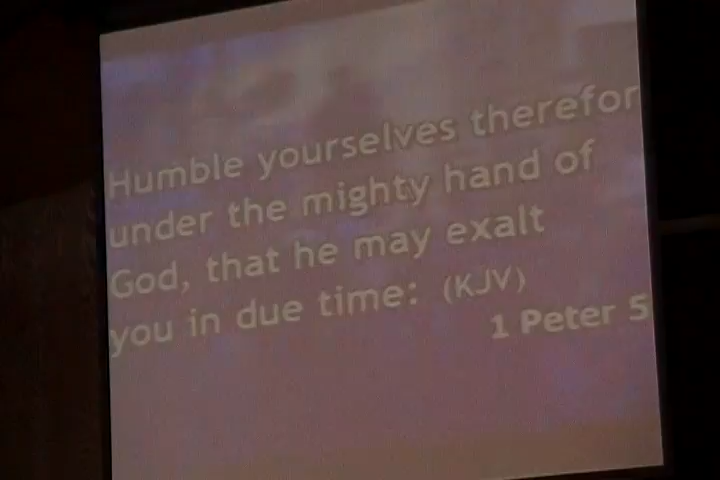 Humble yourselves therefor
under the mighty hand of
God, that he may exalt
you in due time: (KJV)
1 Peter 5